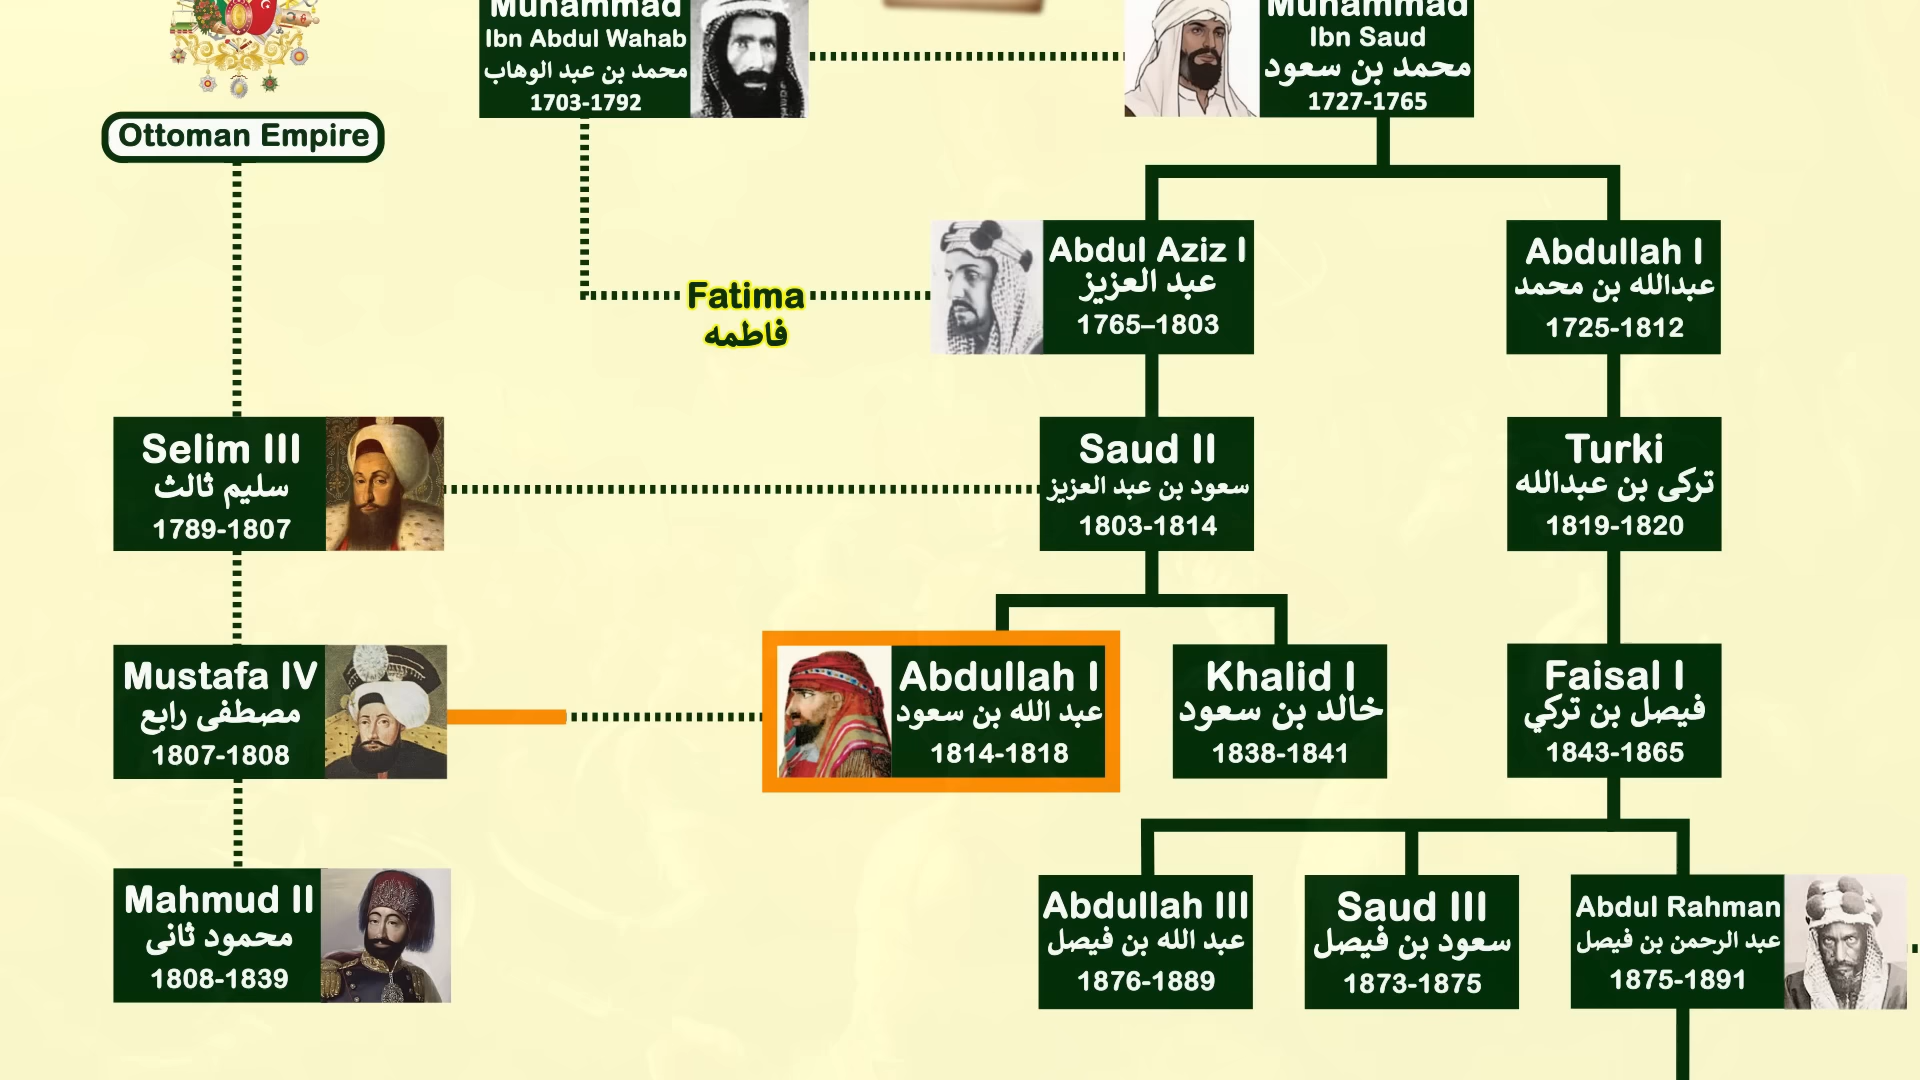 Muhammad
Ibn Abdul Wahab
محمد بن عبد الوهاب
1703-1792
Muhammad
Ibn Saud
محمد بن سعود
1727-1765
Ottoman Empire
Fatima
فاطمه
Abdul Aziz I
عبد العزيز
1765–1803
Abdullah I
عبدالله بن محمد
1725-1812
Selim III
سلیم ثالث
1789-1807
Saud II
سعود بن عبد العزيز
1803-1814
Turki
تركی بن عبدالله
1819-1820
Mustafa IV
مصطفی رابع
1807-1808
Abdullah I
عبد الله بن سعود
1814-1818
Khalid I
خالد بن سعود
1838-1841
Faisal I
فيصل بن تركي
1843-1865
Mahmud II
محمود ثانی
1808-1839
Abdullah III
عبد الله بن فيصل
1876-1889
Saud III
سعود بن فيصل
1873-1875
Abdul Rahman
عبد الرحمن بن فيصل
1875-1891